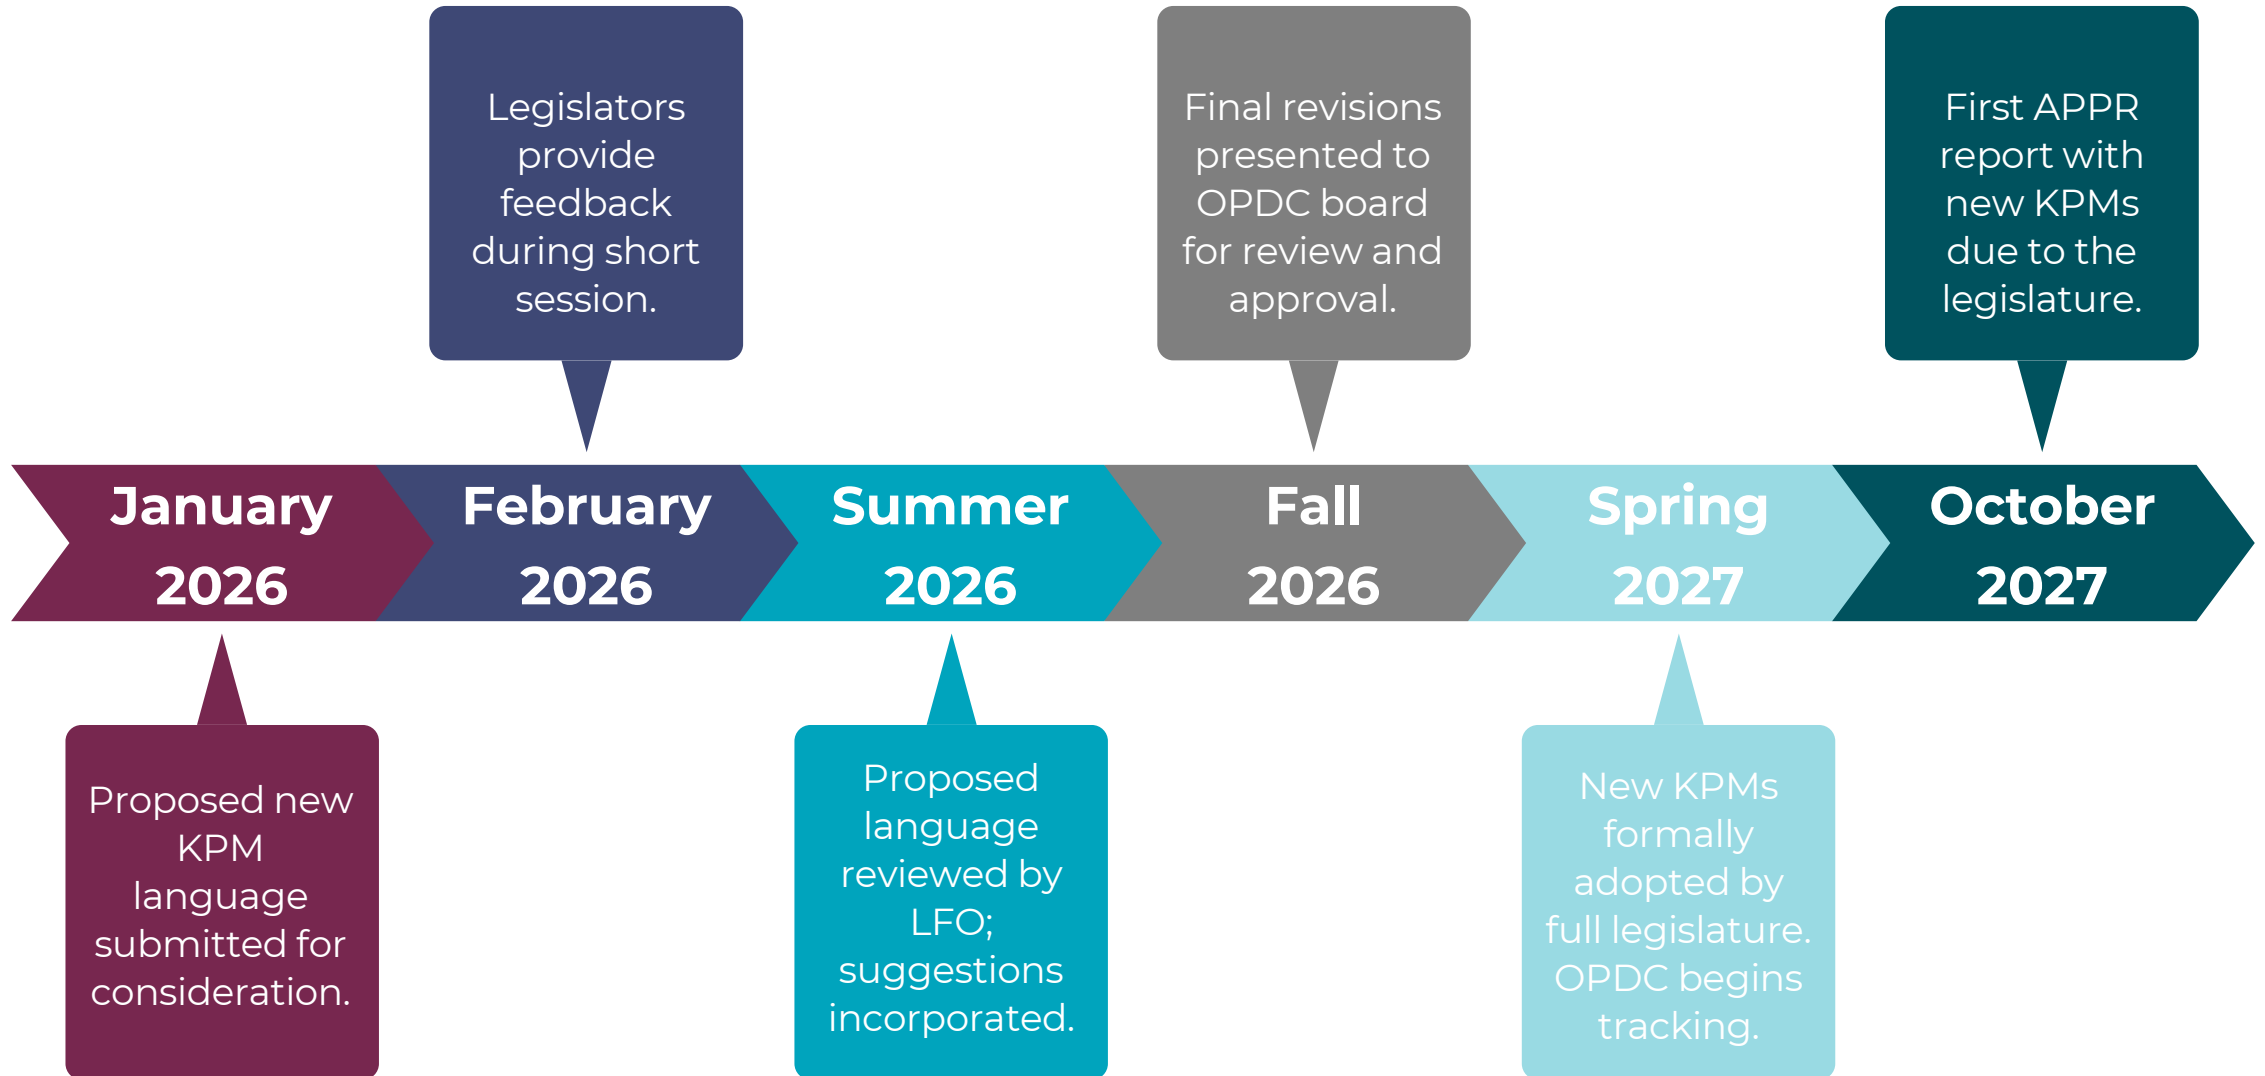 Legislators
provide
feedback
during short
session.
Final revisions
presented to
OPDC board
for review and
approval.
First APPR
report with
new KPMs
due to the
legislature.
January
2026
February
2026
Summer
2026
Fall
2026
Spring
2027
October
2027
Proposed new
KPM
language
submitted for
consideration.
Proposed
language
reviewed by
LFO;
suggestions
incorporated.
New KPMs
formally
adopted by
full legislature.
OPDC begins
tracking.